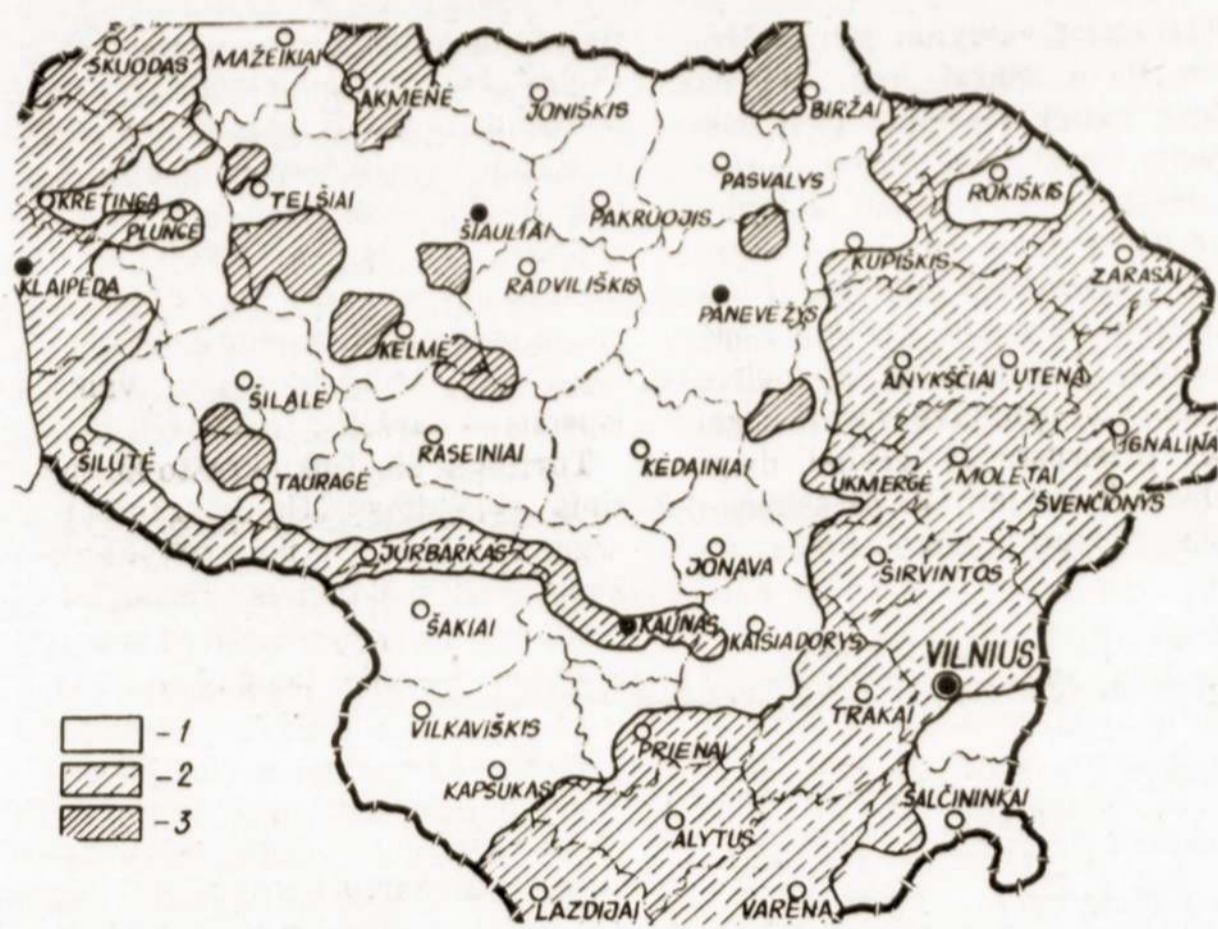 SKUODAS
MAŽEIKIAI
AKMENĖ
JONIŠKIS
BIRŽAI
PASVALYS
ROKIŠKIS
KRETINGA
PLUNGĖ
TELŠIAI
ŠIAULIAI
PAKRUOJIS
KUPIŠKIS
ZARASAI
KLAIPĖDA
RADVILIŠKIS
PANEVĖŽYS
KELMĖ
ANYKŠČIAI
UTENA
ŠILALĖ
IGNALINA
ŠILUTĖ
RASEINIAI
KĖDAINIAI
UKMERGĖ
MOLĖTAI
TAURAGĖ
ŠVENČIONYS
JURBARKAS
JONAVA
ŠIRVINTOS
ŠAKIAI
KAUNAS
KAIŠIADORYS
VILNIUS
TRAKAI
VILKAVIŠKIS
PRIENAI
KAPSUKAS
ŠALČININKAI
ALYTUS
LAZDIJAI
VARĖNA
-1
-2
-3